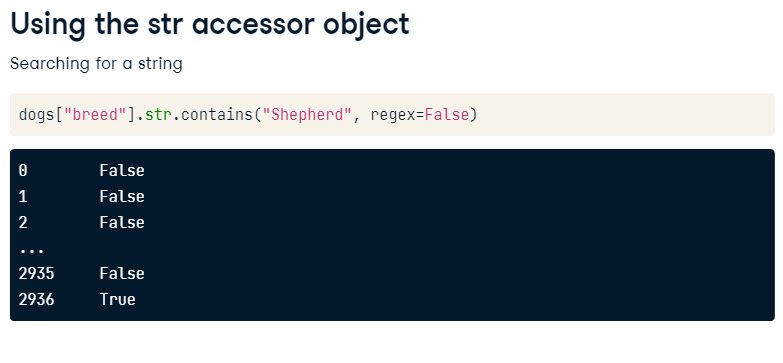 Using the str accessor object
Searching for a string
dogs["breed"].str.contains("Shepherd", regex=False)
0 False
1 False
2 False
...
2935 False
2936 True